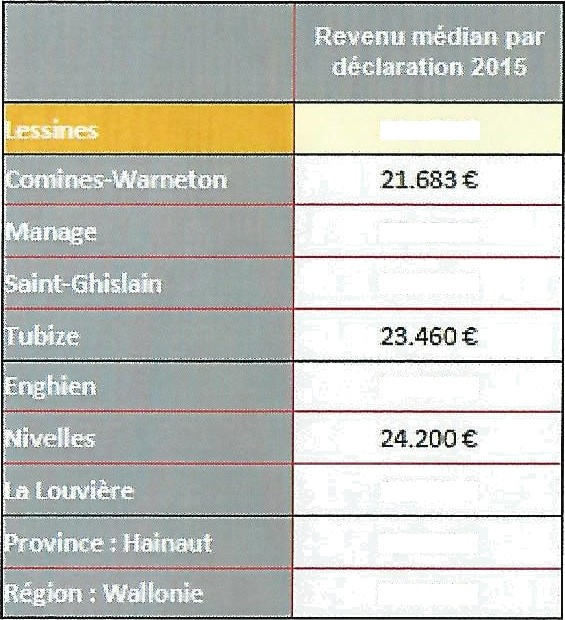 Revenu médian par
déclaration 2015
Lessines
Comines-Warneton 21.683 €
Manage
Saint-Ghislain
Tubize 23.460 €
Enghien
Nivelles 24.200 €
La Louvière
Province : Hainaut
Région : Wallonie